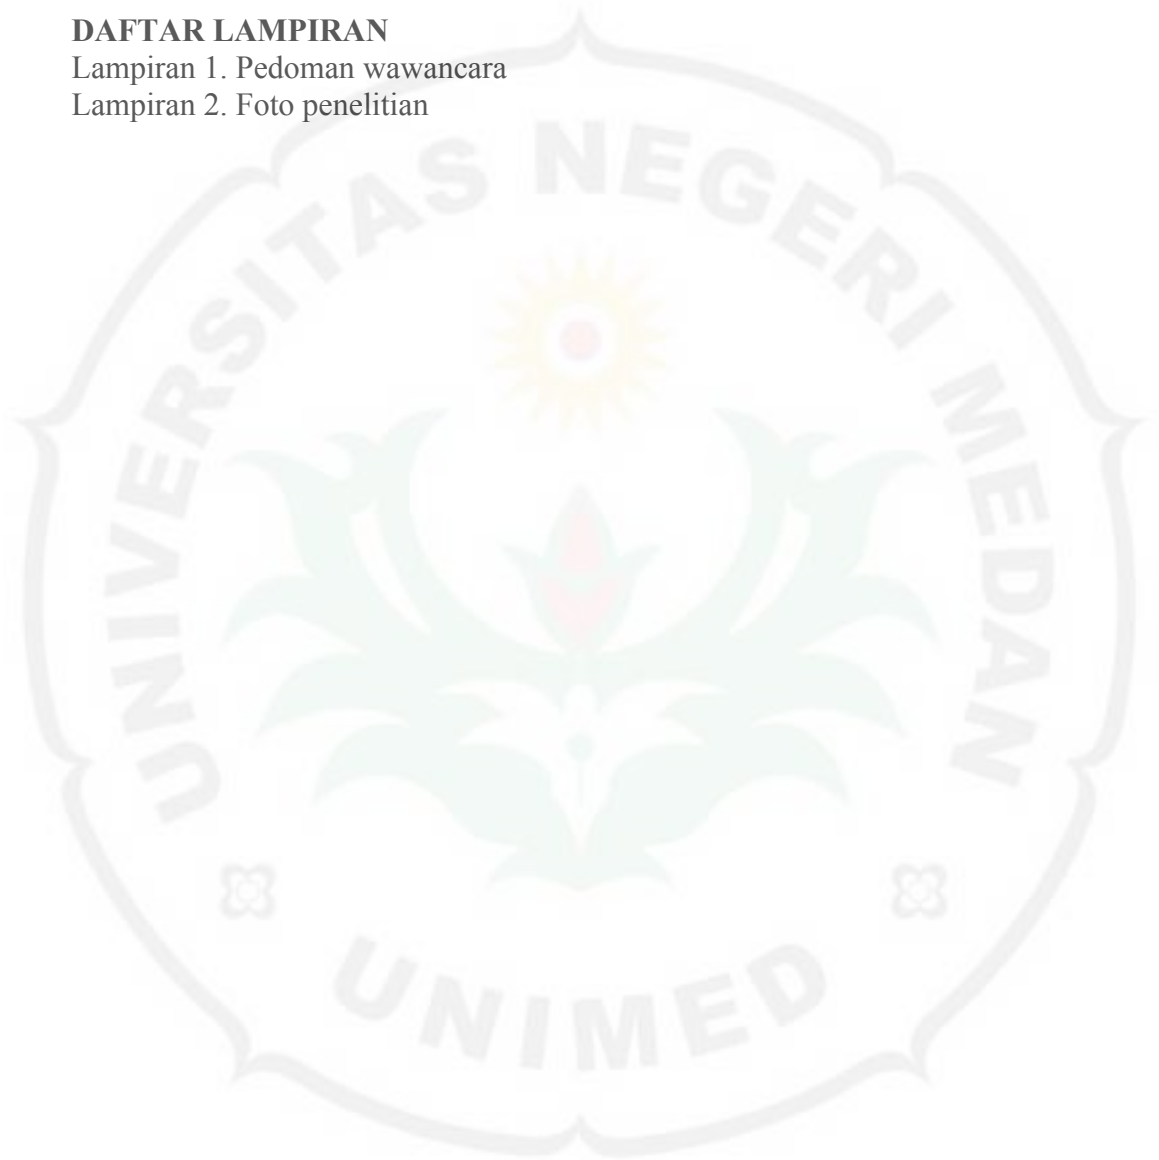 DAFTAR LAMPIRAN
Lampiran 1. Pedoman wawancara
Lampiran 2. Foto penelitian
UNIVERSITAS NEGERI MEDAN
UNIMED